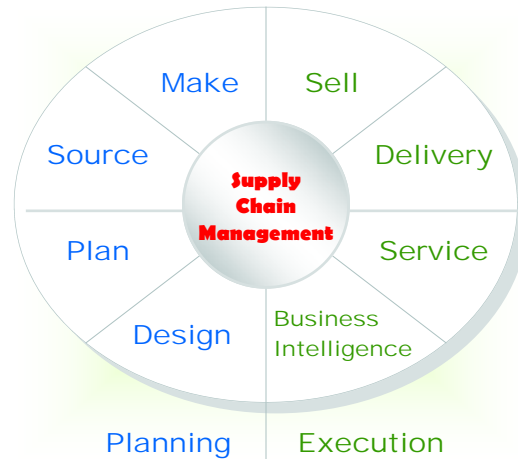 Make
Sell
Source
Delivery
Supply
Chain
Management
Plan
Service
Design
Business
Intelligence
Planning
Execution